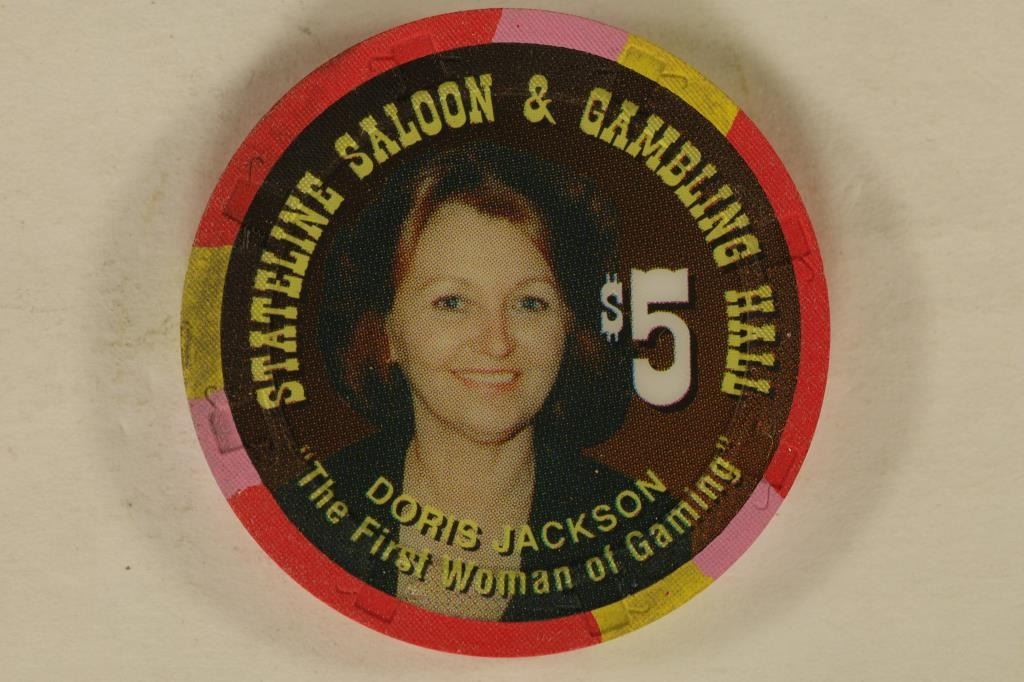 STATELINE SALOON & GAMBLING HALL
$5
DORIS JACKSON
"The First Woman of Gaming"